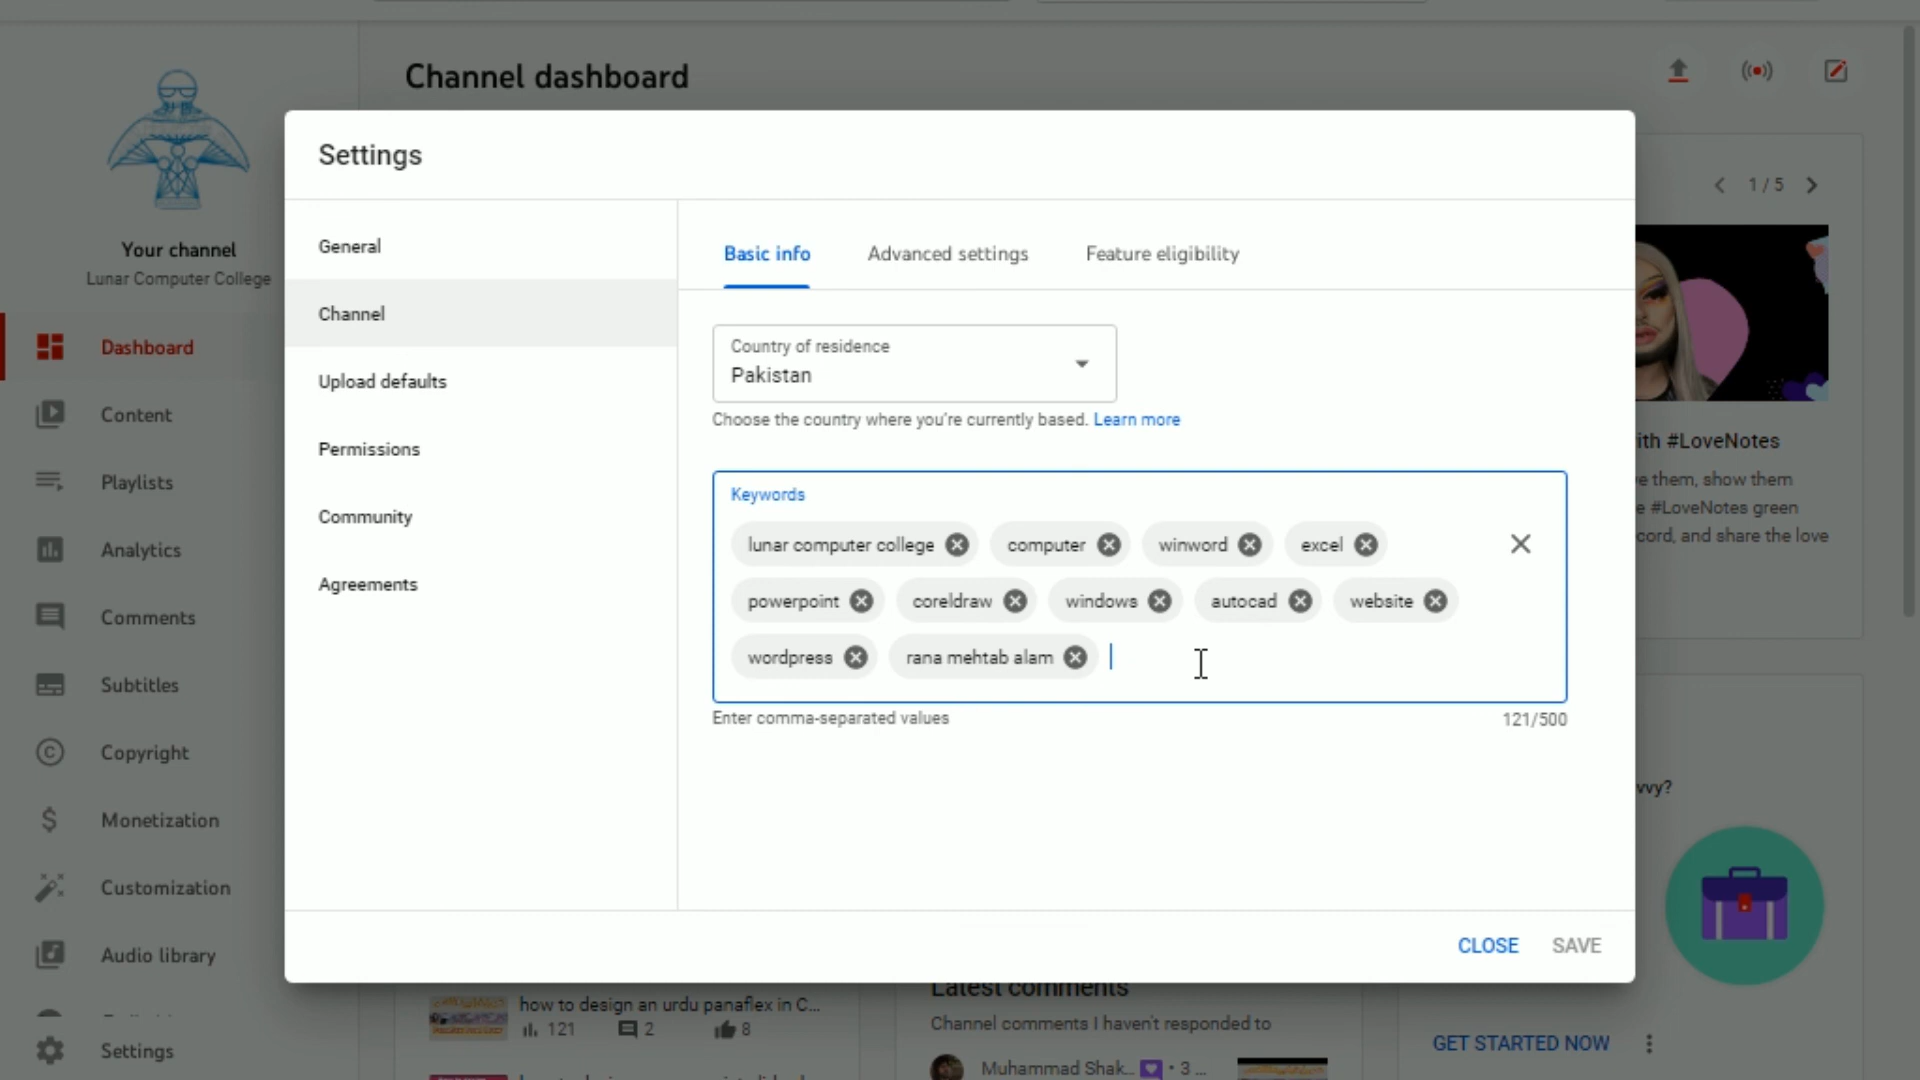 Channel dashboard
Your channel
Lunar Computer College
Dashboard
Content
Playlists
Analytics
Comments
Subtitles
Copyright
Monetization
Customization
Audio library
Settings
Settings
General
Channel
Upload defaults
Permissions
Community
Agreements
Basic info Advanced settings Feature eligibility
Country of residence
Pakistan
Choose the country where you're currently based. Learn more
Keywords
lunar computer college computer winword excel
powerpoint coreldraw windows autocad website
wordpress rana mehtab alam
Enter comma-separated values 121/500
CLOSE SAVE
1 / 5
#LoveNotes
them, show them
#LoveNotes green
and share the love
how to design an urdu panaflex in C...
121 2 8
Latest comments
Channel comments I haven't responded to
Muhammad Shak... • 3 ...
GET STARTED NOW